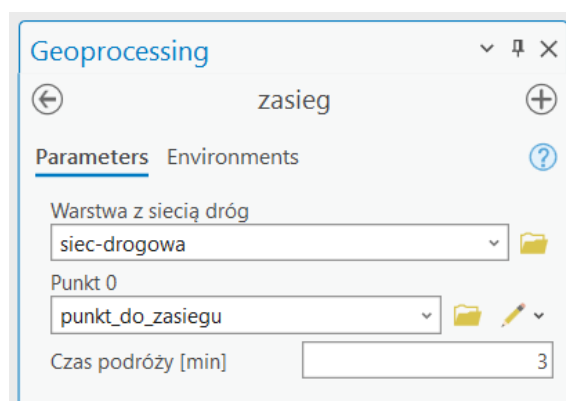 Geoprocessing
zasieg
Parameters Environments
Warstwa z siecią dróg
siec-drogowa
Punkt 0
punkt_do_zasiegu
Czas podróży [min] 3